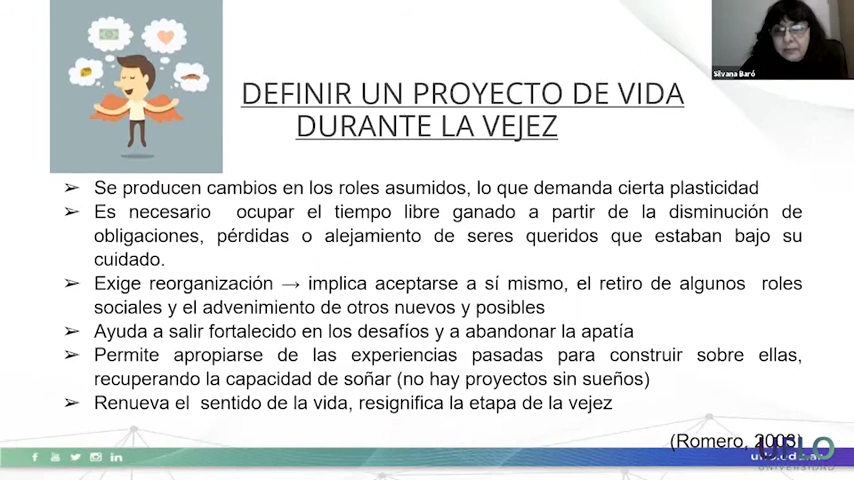 Silvana Baró
DEFINIR UN PROYECTO DE VIDA
DURANTE LA VEJEZ
➢ Se producen cambios en los roles asumidos, lo que demanda cierta plasticidad
➢ Es necesario ocupar el tiempo libre ganado a partir de la disminución de
obligaciones, pérdidas o alejamiento de seres queridos que estaban bajo su
cuidado.
➢ Exige reorganización → implica aceptarse a sí mismo, el retiro de algunos roles
sociales y el advenimiento de otros nuevos y posibles
➢ Ayuda a salir fortalecido en los desafíos y a abandonar la apatía
➢ Permite apropiarse de las experiencias pasadas para construir sobre ellas,
recuperando la capacidad de soñar (no hay proyectos sin sueños)
➢ Renueva el sentido de la vida, resignifica la etapa de la vejez
(Romero, 2003)
UFLO
UNIVERSIDAD